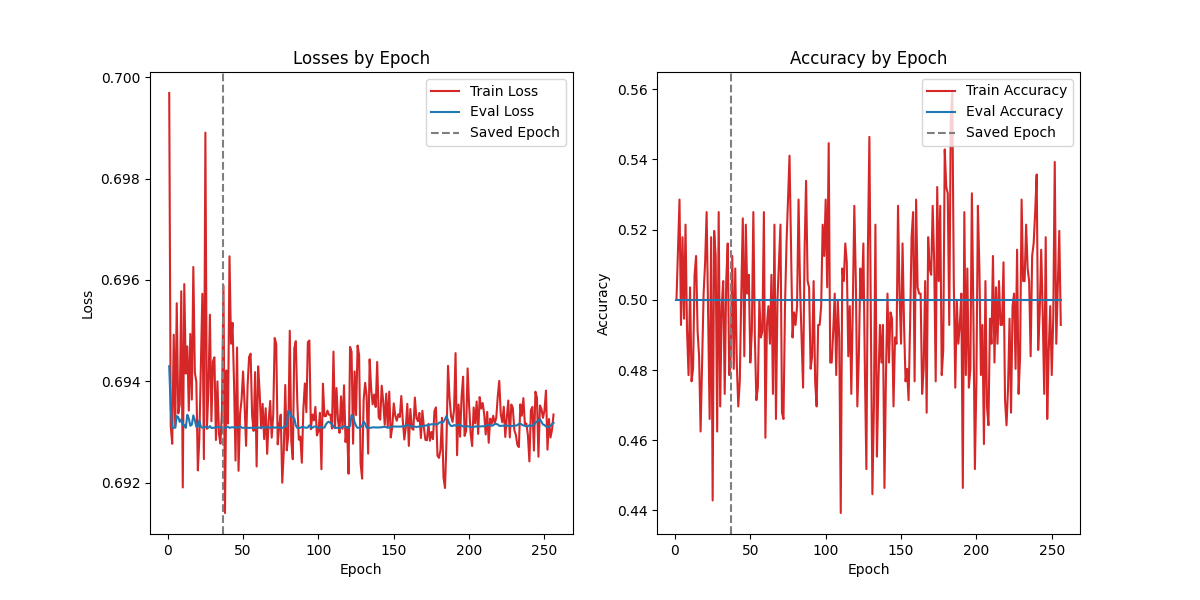 Losses by Epoch
0.700
0.698
0.696
0.694
0.692
Loss
0
50
100
150
200
250
Epoch
Train Loss
Eval Loss
Saved Epoch
Accuracy by Epoch
0.56
0.54
0.52
0.50
0.48
0.46
0.44
Accuracy
0
50
100
150
200
250
Epoch
Train Accuracy
Eval Accuracy
Saved Epoch